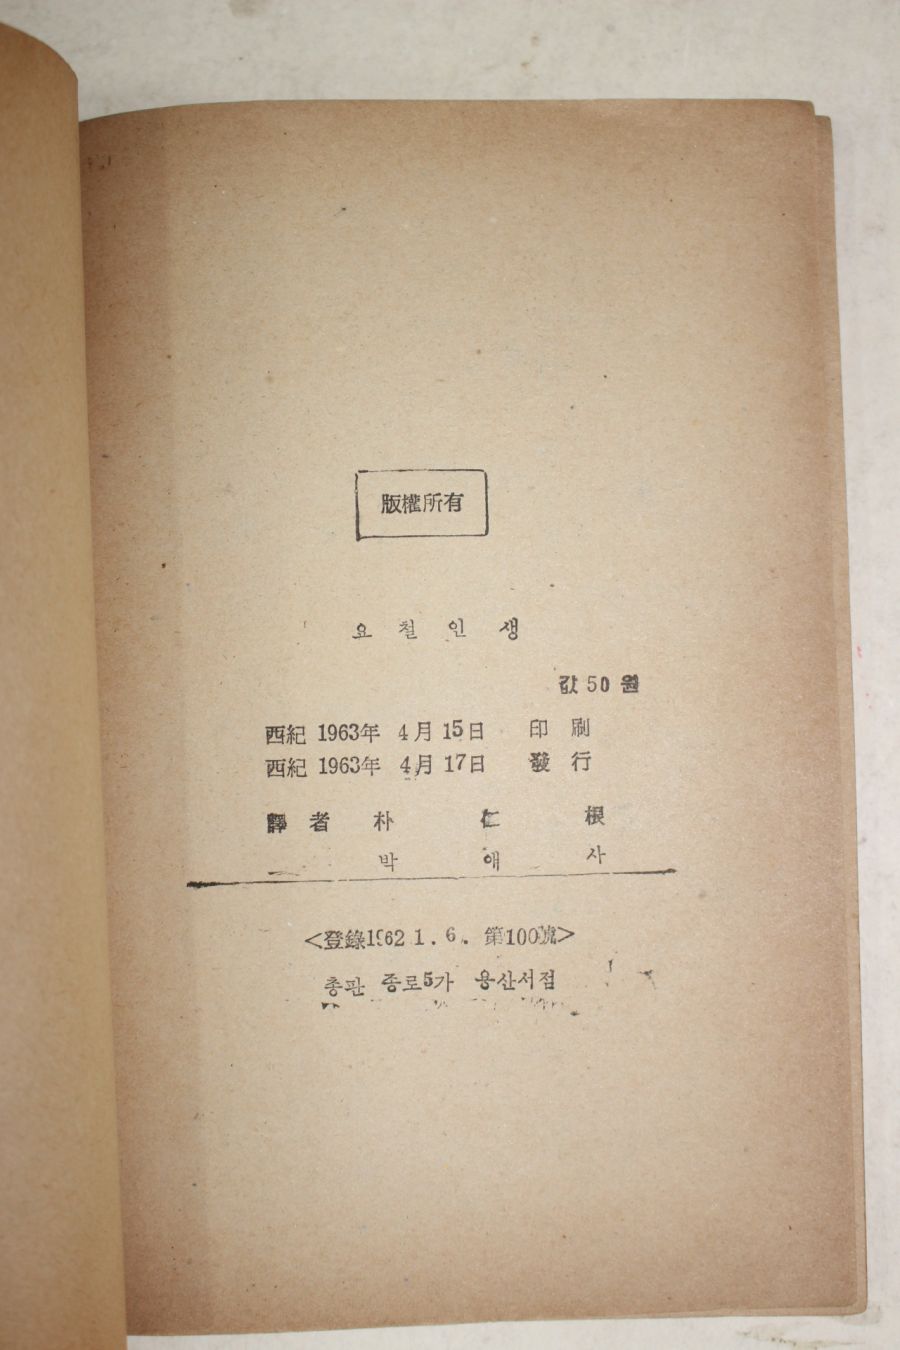 版權所有
요철인생
값 50 원
西紀 1963年 4月 15日 印刷
西紀 1963年 4月 17日 發行
譯者 朴仁根
박애사
<登錄1962 1. 6. 第100號>
총판 종로5가 용산서점